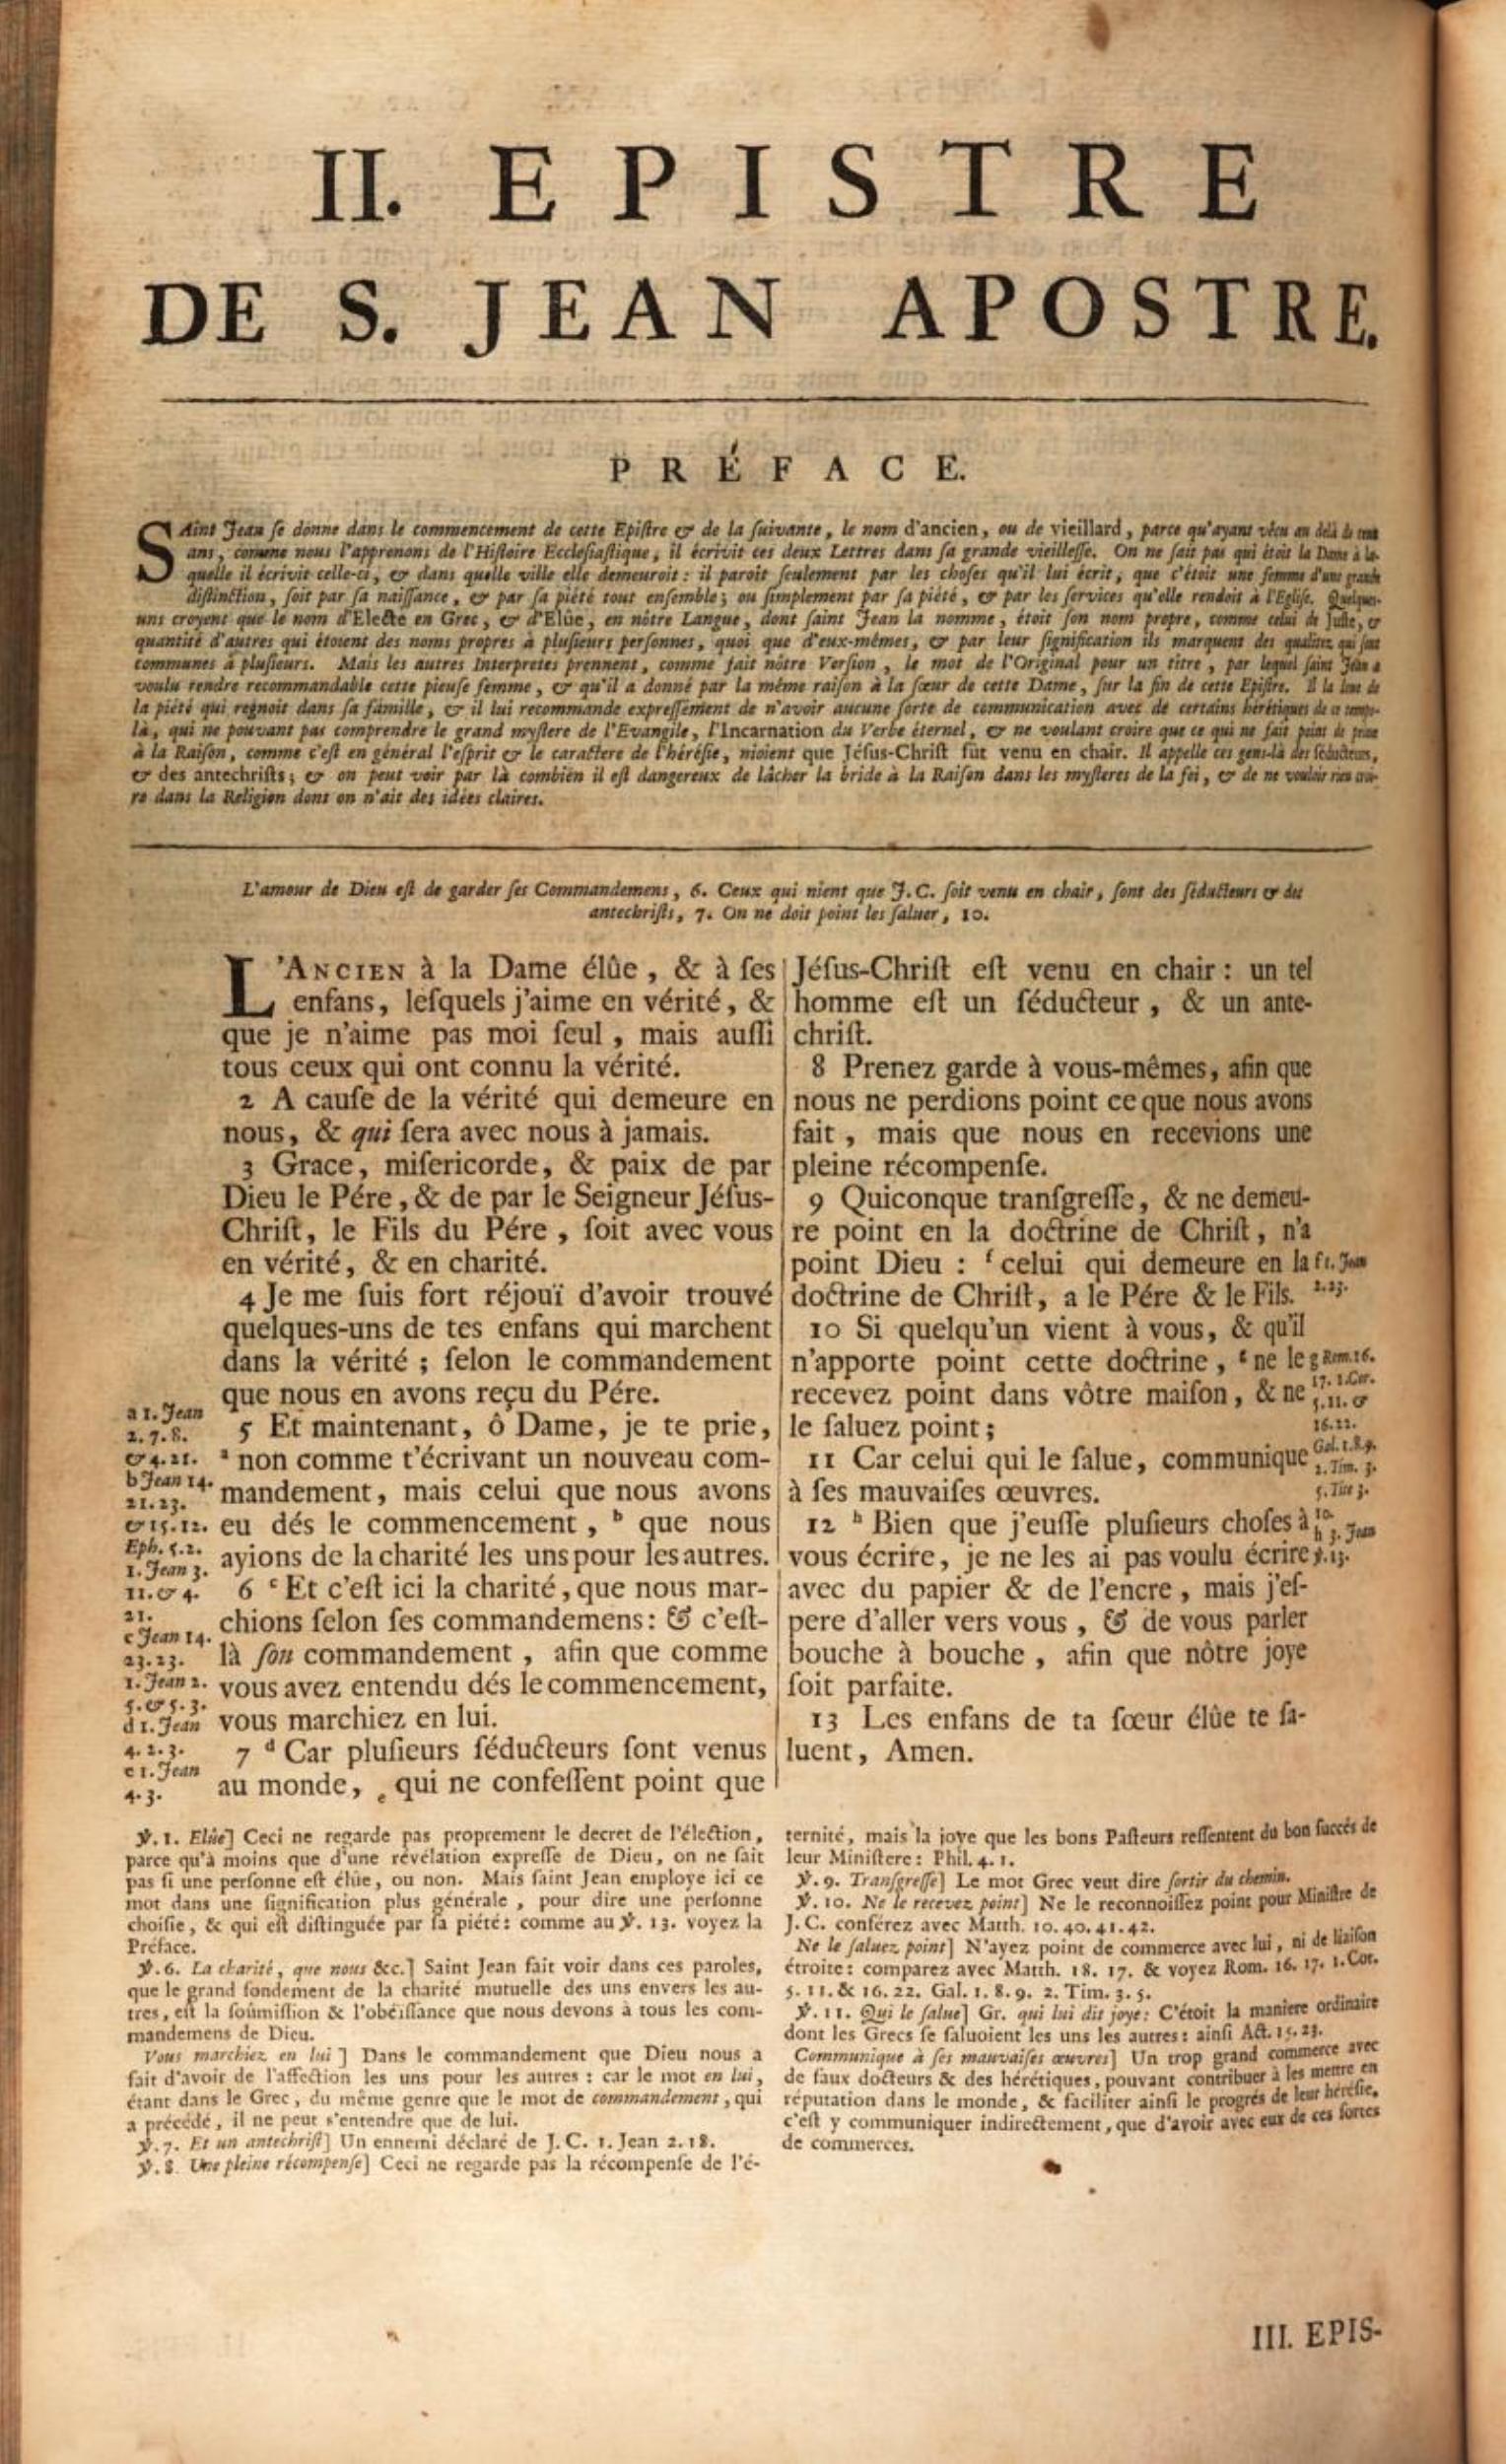 II. EPISTRE
DE S. JEAN APOSTRE.
PRÉFACE.
SAint Jean ſe donne dans le commencement de cette Epiſtre & de la ſuivante, le nom d'ancien, ou de vieillard, parce qu'ayant vécu au delà de cent
ans, comme nous l'apprenons de l'Hiſtoire Eccleſiaſtique, il écrivit ces deux Lettres dans ſa grande vieilleſſe. On ne ſait pas qui étoit la Dame à la-
quelle il écrivit celle-ci, & dans quelle ville elle demeuroit: il paroît ſeulement par les choſes qu'il lui écrit, que c'étoit une femme d'une grande
diſtinction, ſoit par ſa naiſſance, & par ſa piété tout enſemble; ou ſimplement par ſa piété, & par les ſervices qu'elle rendoit à l'Egliſe. Quelques-
uns croyent que le nom d'Electe en Grec, & d'Elûe, en nôtre Langue, dont ſaint Jean la nomme, étoit ſon nom propre, comme celui de Juſte, &
quantité d'autres qui étoient des noms propres à pluſieurs perſonnes, quoi que d'eux-mêmes, & par leur ſignification ils marquent des qualitez qui ſont
communes à pluſieurs. Mais les autres Interpretes prennent, comme fait nôtre Verſion, le mot de l'Original pour un titre, par lequel ſaint Jean a
voulu rendre recommandable cette pieuſe femme, & qu'il a donné par la même raiſon à la ſœur de cette Dame, ſur la fin de cette Epiſtre. Il la loue de
la piété qui regnoit dans ſa famille, & il lui recommande expreſſément de n'avoir aucune ſorte de communication avec de certains hérétiques de ce temps-
là, qui ne pouvant pas comprendre le grand myſtere de l'Evangile, l'Incarnation du Verbe éternel, & ne voulant croire que ce qui ne fait point de peine
à la Raiſon, comme c'eſt en général l'eſprit & le caractere de l'héréſie, nioient que Jéſus-Chriſt fût venu en chair. Il appelle ces gens-là des ſéducteurs,
& des antechriſts; & on peut voir par là combien il eſt dangereux de lâcher la bride à la Raiſon dans les myſteres de la foi, & de ne vouloir rien croi-
re dans la Religion dont on n'ait des idées claires.
L'amour de Dieu eſt de garder ſes Commandemens, 6. Ceux qui nient que J. C. ſoit venu en chair, ſont des ſéducteurs & des
antechriſts, 7. On ne doit point les ſaluer, 10.
L'ANCIEN à la Dame élûe, & à ſes
enfans, leſquels j'aime en vérité, &
que je n'aime pas moi ſeul, mais auſſi
tous ceux qui ont connu la vérité.
2 A cauſe de la vérité qui demeure en
nous, & qui ſera avec nous à jamais.
3 Grace, miſericorde, & paix de par
Dieu le Pére, & de par le Seigneur Jéſus-
Chriſt, le Fils du Pére, ſoit avec vous
en vérité, & en charité.
4 Je me ſuis fort réjouï d'avoir trouvé
quelques-uns de tes enfans qui marchent
dans la vérité; ſelon le commandement
que nous en avons reçu du Pére.
5 Et maintenant, ô Dame, je te prie,
ª non comme t'écrivant un nouveau com-
mandement, mais celui que nous avons
eu dés le commencement, ᵇ que nous
ayions de la charité les uns pour les autres.
6 ᶜ Et c'eſt ici la charité, que nous mar-
chions ſelon ſes commandemens: & c'eſt-
là ſon commandement, afin que comme
vous avez entendu dés le commencement,
vous marchiez en lui.
7 ᵈ Car pluſieurs ſéducteurs ſont venus
au monde, ₑ qui ne confeſſent point que
a 1. Jean
2. 7. 8.
& 4. 21.
b Jean 14.
21. 23.
& 15. 12.
Eph. 5. 2.
1. Jean 3.
11. & 4.
21.
c Jean 14.
23. 23.
1. Jean 2.
5. & 5. 3.
d 1. Jean
4. 2. 3.
e 1. Jean
4. 3.
Jéſus-Chriſt eſt venu en chair: un tel
homme eſt un ſéducteur, & un ante-
chriſt.
8 Prenez garde à vous-mêmes, afin que
nous ne perdions point ce que nous avons
fait, mais que nous en recevions une
pleine récompenſe.
9 Quiconque tranſgreſſe, & ne demeu-
re point en la doctrine de Chriſt, n'a
point Dieu: ᶠ celui qui demeure en la
doctrine de Chriſt, a le Pére & le Fils.
10 Si quelqu'un vient à vous, & qu'il
n'apporte point cette doctrine, ᵍ ne le
recevez point dans vôtre maiſon, & ne
le ſaluez point;
11 Car celui qui le ſalue, communique
à ſes mauvaiſes œuvres.
12 ʰ Bien que j'euſſe pluſieurs choſes à
vous écrire, je ne les ai pas voulu écrire
avec du papier & de l'encre, mais j'eſ-
pere d'aller vers vous, & de vous parler
bouche à bouche, afin que nôtre joye
ſoit parfaite.
13 Les enfans de ta ſœur élûe te ſa-
luent, Amen.
f 1. Jean
2. 23.
g Rom. 16.
17. 1. Cor.
5. 11. &
16. 22.
Gal. 1. 8. 9.
2. Tim. 3.
5. Tite 3.
10.
h 3. Jean
℣. 13.
℣. 1. Elûe] Ceci ne regarde pas proprement le decret de l'élection,
parce qu'à moins que d'une révélation expreſſe de Dieu, on ne ſait
pas ſi une perſonne eſt élûe, ou non. Mais ſaint Jean employe ici ce
mot dans une ſignification plus générale, pour dire une perſonne
choiſie, & qui eſt diſtinguée par ſa piété: comme au ℣. 13. voyez la
Préface.
℣. 6. La charité, que nous &c.] Saint Jean fait voir dans ces paroles,
que le grand fondement de la charité mutuelle des uns envers les au-
tres, eſt la ſoûmiſſion & l'obéiſſance que nous devons à tous les com-
mandemens de Dieu.
Vous marchiez en lui] Dans le commandement que Dieu nous a
fait d'avoir de l'affection les uns pour les autres: car le mot en lui,
étant dans le Grec, du même genre que le mot de commandement, qui
a précédé, il ne peut s'entendre que de lui.
℣. 7. Et un antechriſt] Un ennemi déclaré de J. C. 1. Jean 2. 18.
℣. 8. Une pleine récompenſe] Ceci ne regarde pas la récompenſe de l'é-
ternité, mais la joye que les bons Paſteurs reſſentent du bon ſuccés de
leur Miniſtere: Phil. 4. 1.
℣. 9. Tranſgreſſe] Le mot Grec veut dire ſortir du chemin.
℣. 10. Ne le recevez point] Ne le reconnoiſſez point pour Miniſtre de
J. C. conférez avec Matth. 10. 40. 41. 42.
Ne le ſaluez point] N'ayez point de commerce avec lui, ni de liaiſon
étroite: comparez avec Matth. 18. 17. & voyez Rom. 16. 17. 1. Cor.
5. 11. & 16. 22. Gal. 1. 8. 9. 2. Tim. 3. 5.
℣. 11. Qui le ſalue] Gr. qui lui dit joye: C'étoit la maniere ordinaire
dont les Grecs ſe ſaluoient les uns les autres: ainſi Act. 15. 23.
Communique à ſes mauvaiſes œuvres] Un trop grand commerce avec
de faux docteurs & des hérétiques, pouvant contribuer à les mettre en
réputation dans le monde, & faciliter ainſi le progrés de leur héréſie,
c'eſt y communiquer indirectement, que d'avoir avec eux de ces ſortes
de commerces.
III. EPIS-